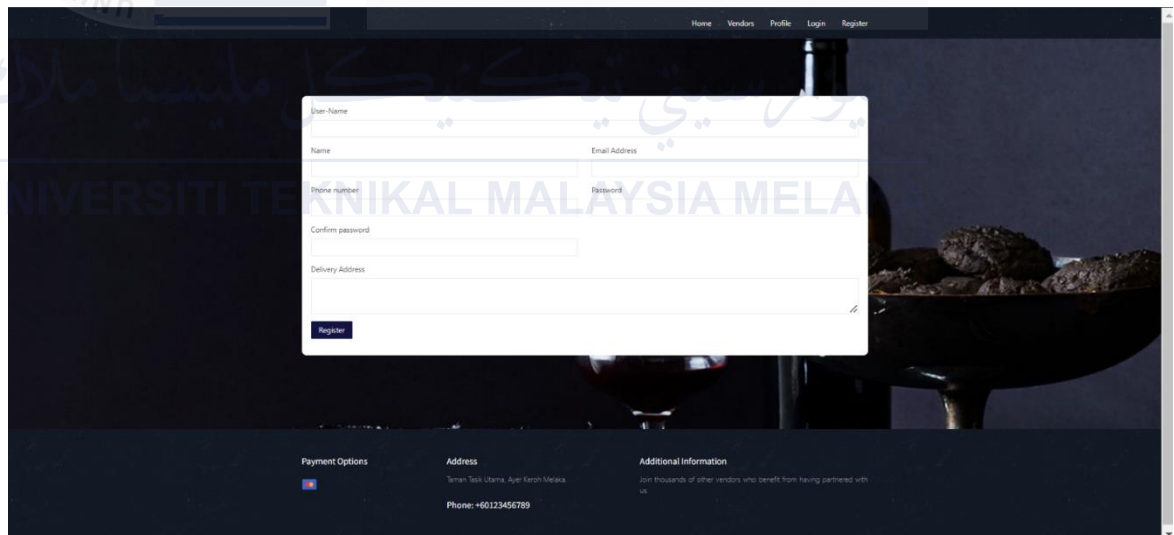 Home Vendors Profile Login Register
User-Name
Name Email Address
Phone number Password
Confirm password
Delivery Address
Register
Payment Options Address Additional Information
Taman Tasik Utama, Ayer Keroh Melaka. Join thousands of other vendors who benefit from having partnered with
us.
Phone: +60123456789
UNIVERSITI TEKNIKAL MALAYSIA MELA